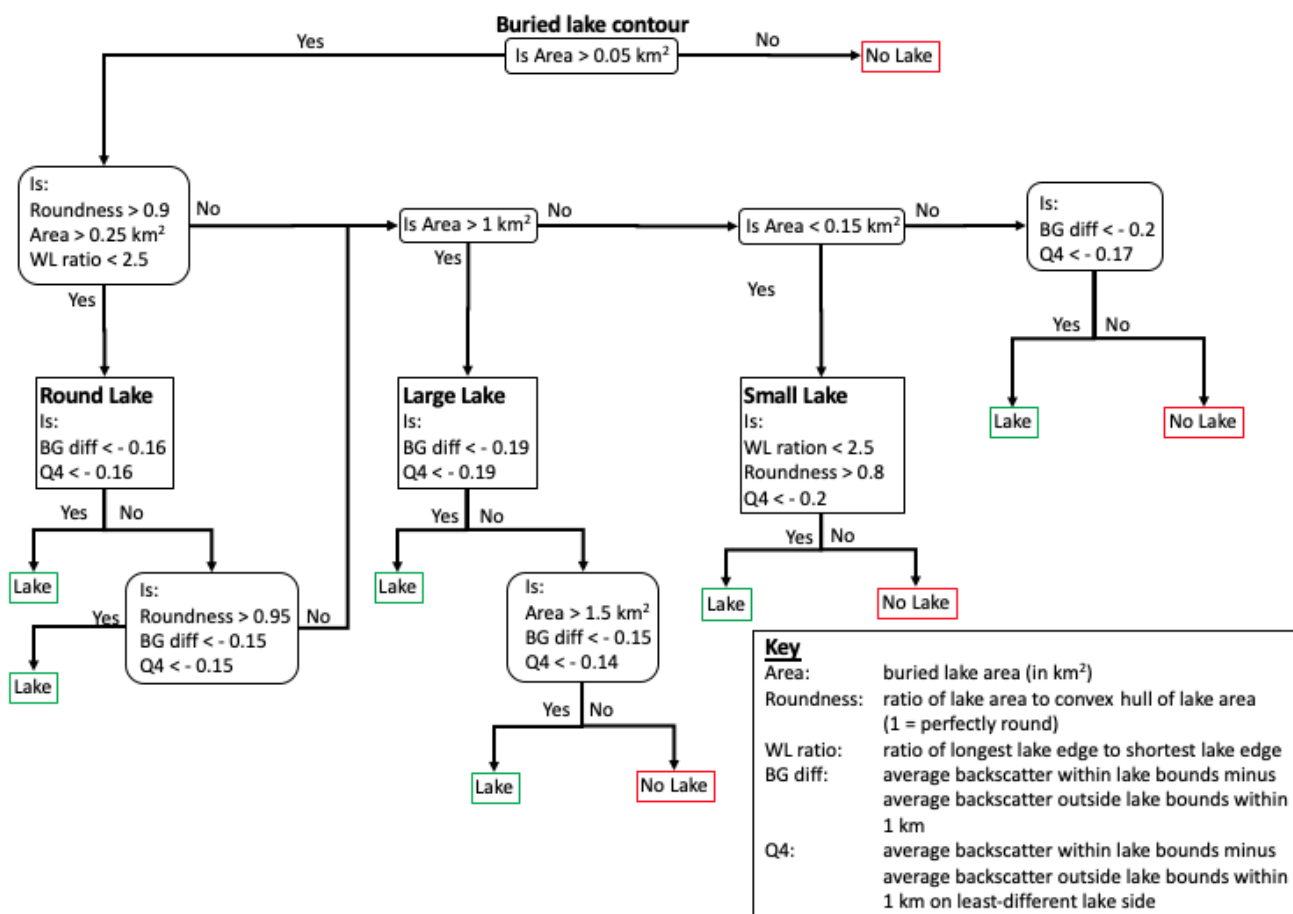 Buried lake contour
Yes
Is Area > 0.05 km²
No
No Lake
Is:
Roundness > 0.9
Area > 0.25 km²
WL ratio < 2.5
No
Yes
Is Area > 1 km²
No
Yes
Is Area < 0.15 km²
No
Yes
Is:
BG diff < - 0.2
Q4 < - 0.17
Yes
No
Lake
No Lake
Round Lake
Is:
BG diff < - 0.16
Q4 < - 0.16
Yes
No
Lake
Is:
Roundness > 0.95
BG diff < - 0.15
Q4 < - 0.15
Yes
No
Lake
Large Lake
Is:
BG diff < - 0.19
Q4 < - 0.19
Yes
No
Lake
Is:
Area > 1.5 km²
BG diff < - 0.15
Q4 < - 0.14
Yes
No
Lake
No Lake
Small Lake
Is:
WL ration < 2.5
Roundness > 0.8
Q4 < - 0.2
Yes
No
Lake
No Lake
Key
Area: buried lake area (in km²)
Roundness: ratio of lake area to convex hull of lake area
(1 = perfectly round)
WL ratio: ratio of longest lake edge to shortest lake edge
BG diff: average backscatter within lake bounds minus
average backscatter outside lake bounds within
1 km
Q4: average backscatter within lake bounds minus
average backscatter outside lake bounds within
1 km on least-different lake side